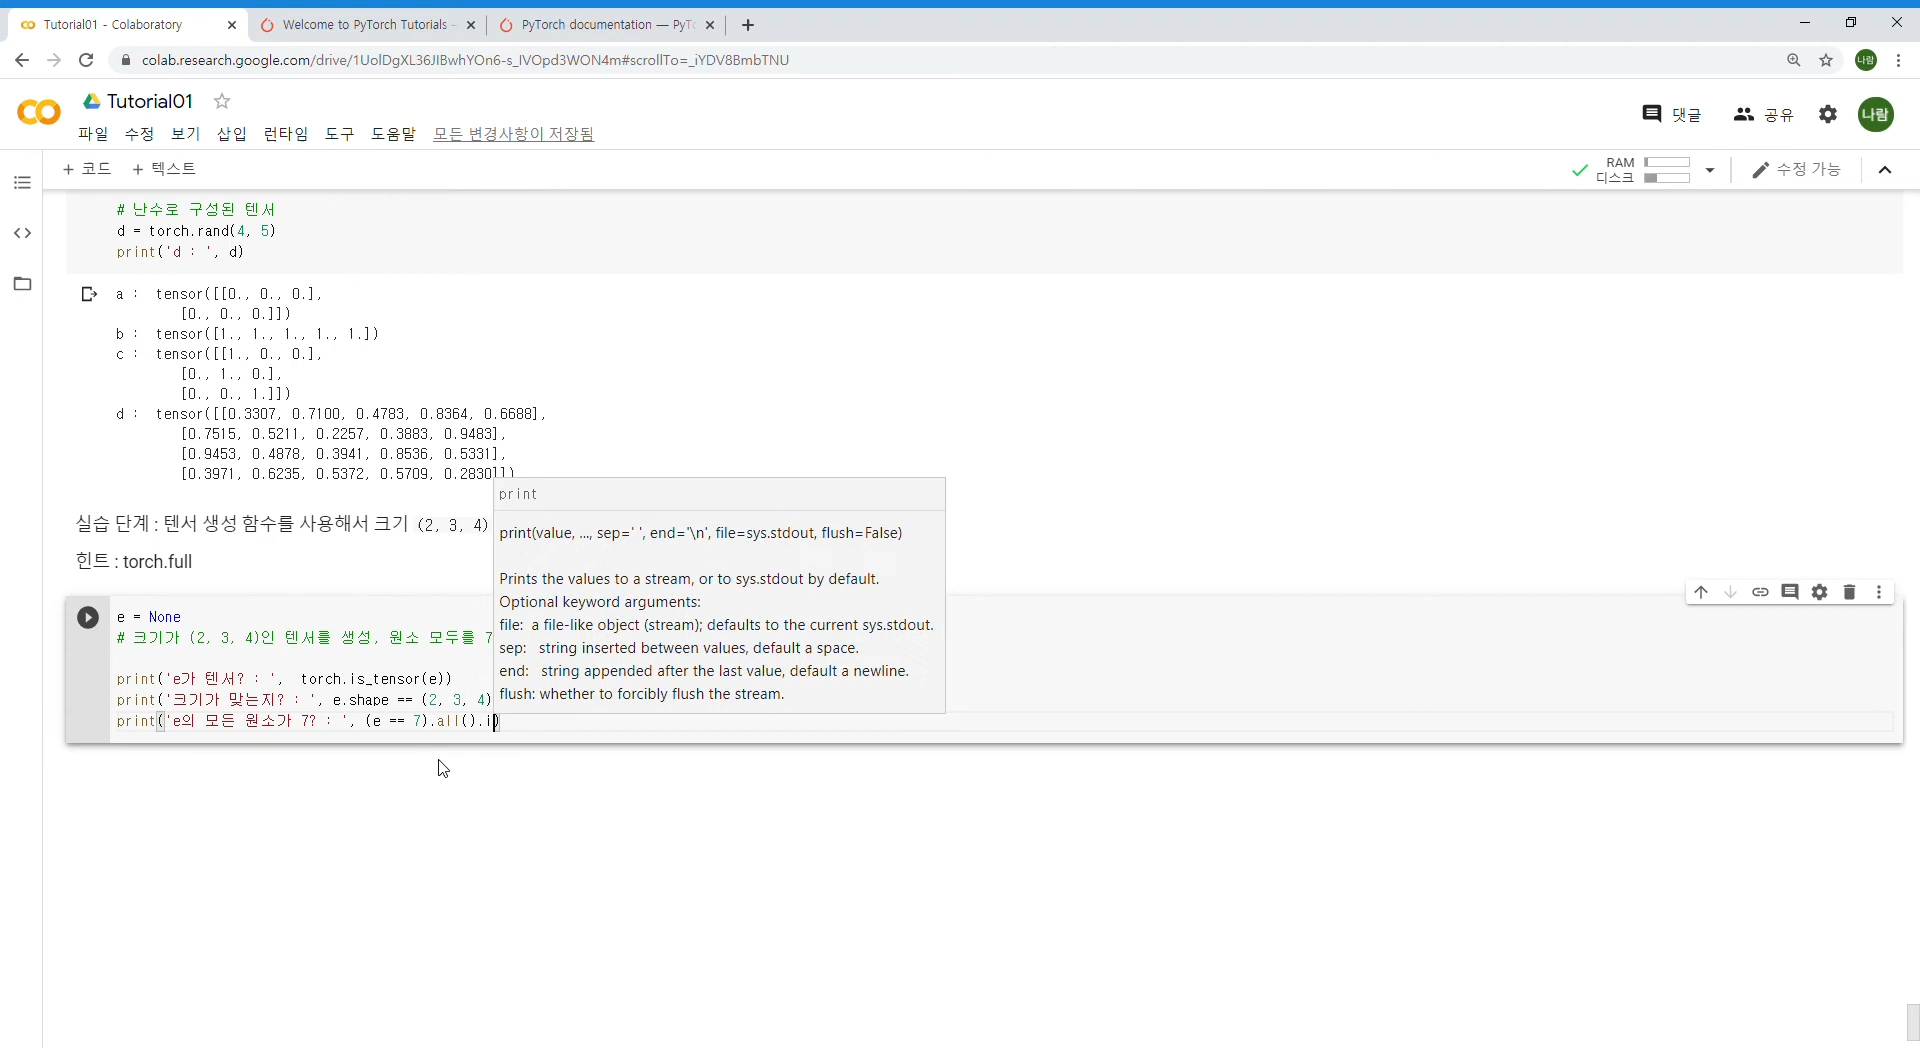 Tutorial01 - Colaboratory
Welcome to PyTorch Tutorials
PyTorch documentation — PyT
colab.research.google.com/drive/1UolDgXL36JIBwhYOn6-s_IVOpd3WON4m#scrollTo=_iYDV8BmbTNU
나람
Tutorial01
파일 수정 보기 삽입 런타임 도구 도움말 모든 변경사항이 저장됨
댓글 공유 나람
+ 코드 + 텍스트
RAM
디스크
수정 가능
# 난수로 구성된 텐서
d = torch.rand(4, 5)
print('d : ', d)
a :  tensor([[0., 0., 0.],
[0., 0., 0.]])
b :  tensor([1., 1., 1., 1., 1.])
c :  tensor([[1., 0., 0.],
[0., 1., 0.],
[0., 0., 1.]])
d :  tensor([[0.3307, 0.7100, 0.4783, 0.8364, 0.6688],
[0.7515, 0.5211, 0.2257, 0.3883, 0.9483],
[0.9453, 0.4878, 0.3941, 0.8536, 0.5331],
[0.3971, 0.6235, 0.5372, 0.5709, 0.2830]])
실습 단계 : 텐서 생성 함수를 사용해서 크기 (2, 3, 4)
힌트 : torch.full
print
print(value, ..., sep=' ', end='\n', file=sys.stdout, flush=False)
Prints the values to a stream, or to sys.stdout by default.
Optional keyword arguments:
file:  a file-like object (stream); defaults to the current sys.stdout.
sep:   string inserted between values, default a space.
end:   string appended after the last value, default a newline.
flush: whether to forcibly flush the stream.
e = None
# 크기가 (2, 3, 4)인 텐서를 생성, 원소 모두를 7
print('e가 텐서? : ',  torch.is_tensor(e))
print('크기가 맞는지? : ', e.shape == (2, 3, 4)
print('e의 모든 원소가 7? : ', (e == 7).all().i)